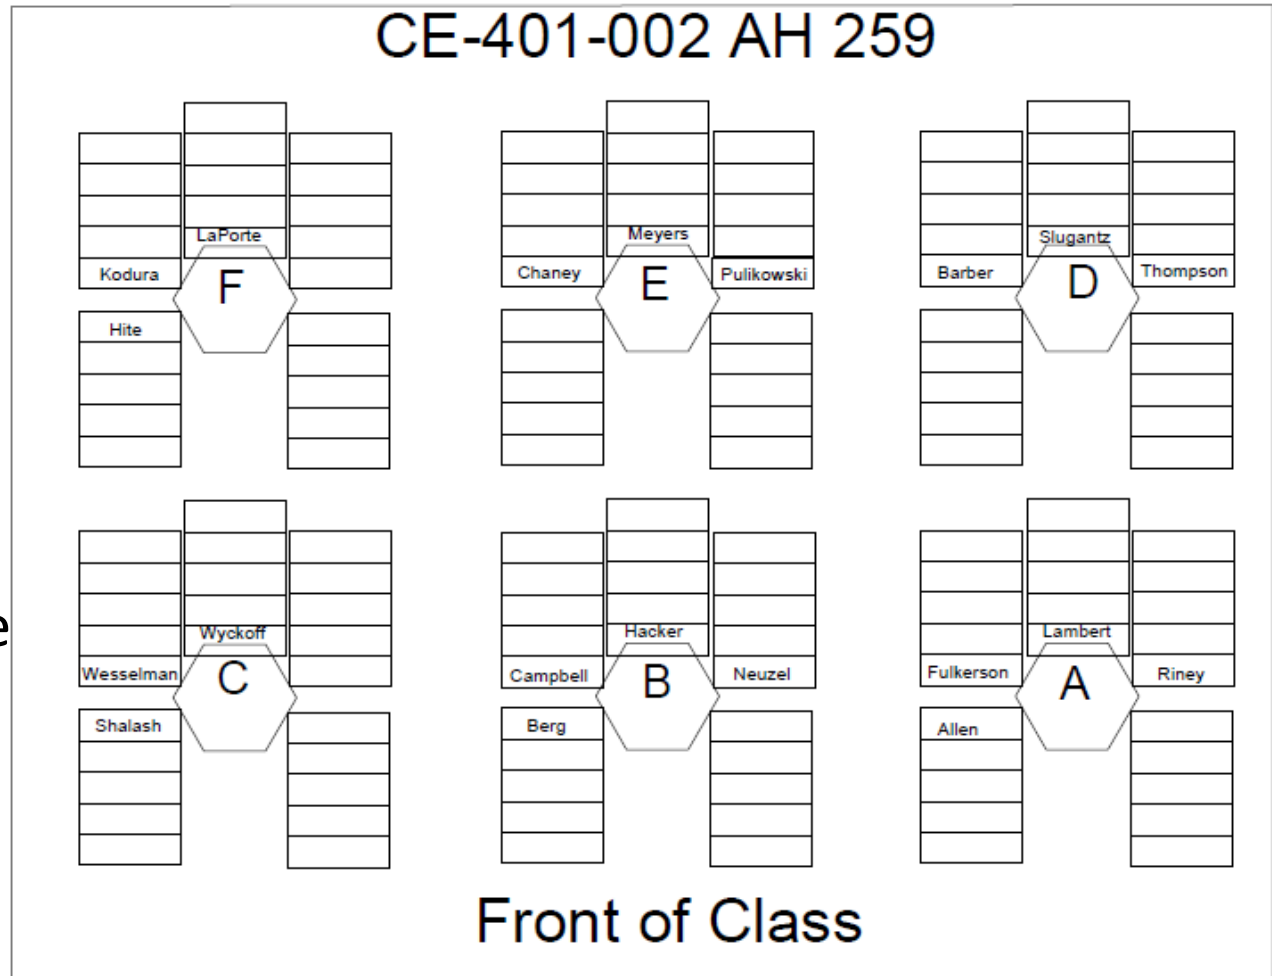 CE-401-002 AH 259
LaPorte
Kodura
F
Hite
Meyers
Chaney
E
Pulikowski
Slugantz
Barber
D
Thompson
e
Wyckoff
Wesselman
C
Shalash
Hacker
Campbell
B
Neuzel
Berg
Lambert
Fulkerson
A
Riney
Allen
Front of Class